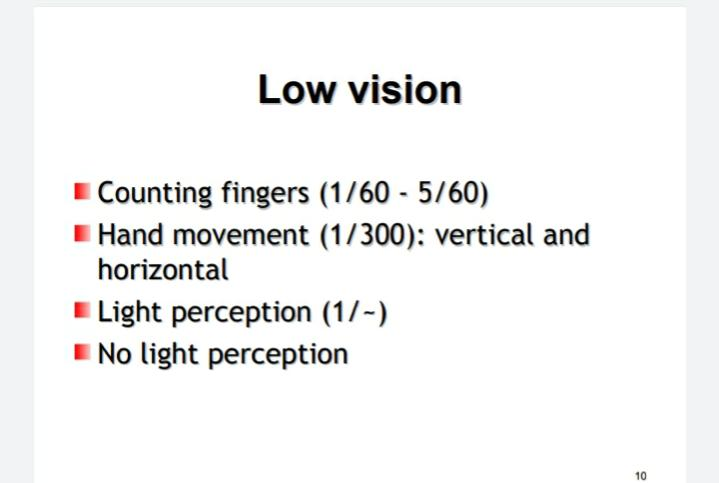 Low vision
Counting fingers (1/60 - 5/60)
Hand movement (1/300): vertical and
horizontal
Light perception (1/~)
No light perception
10